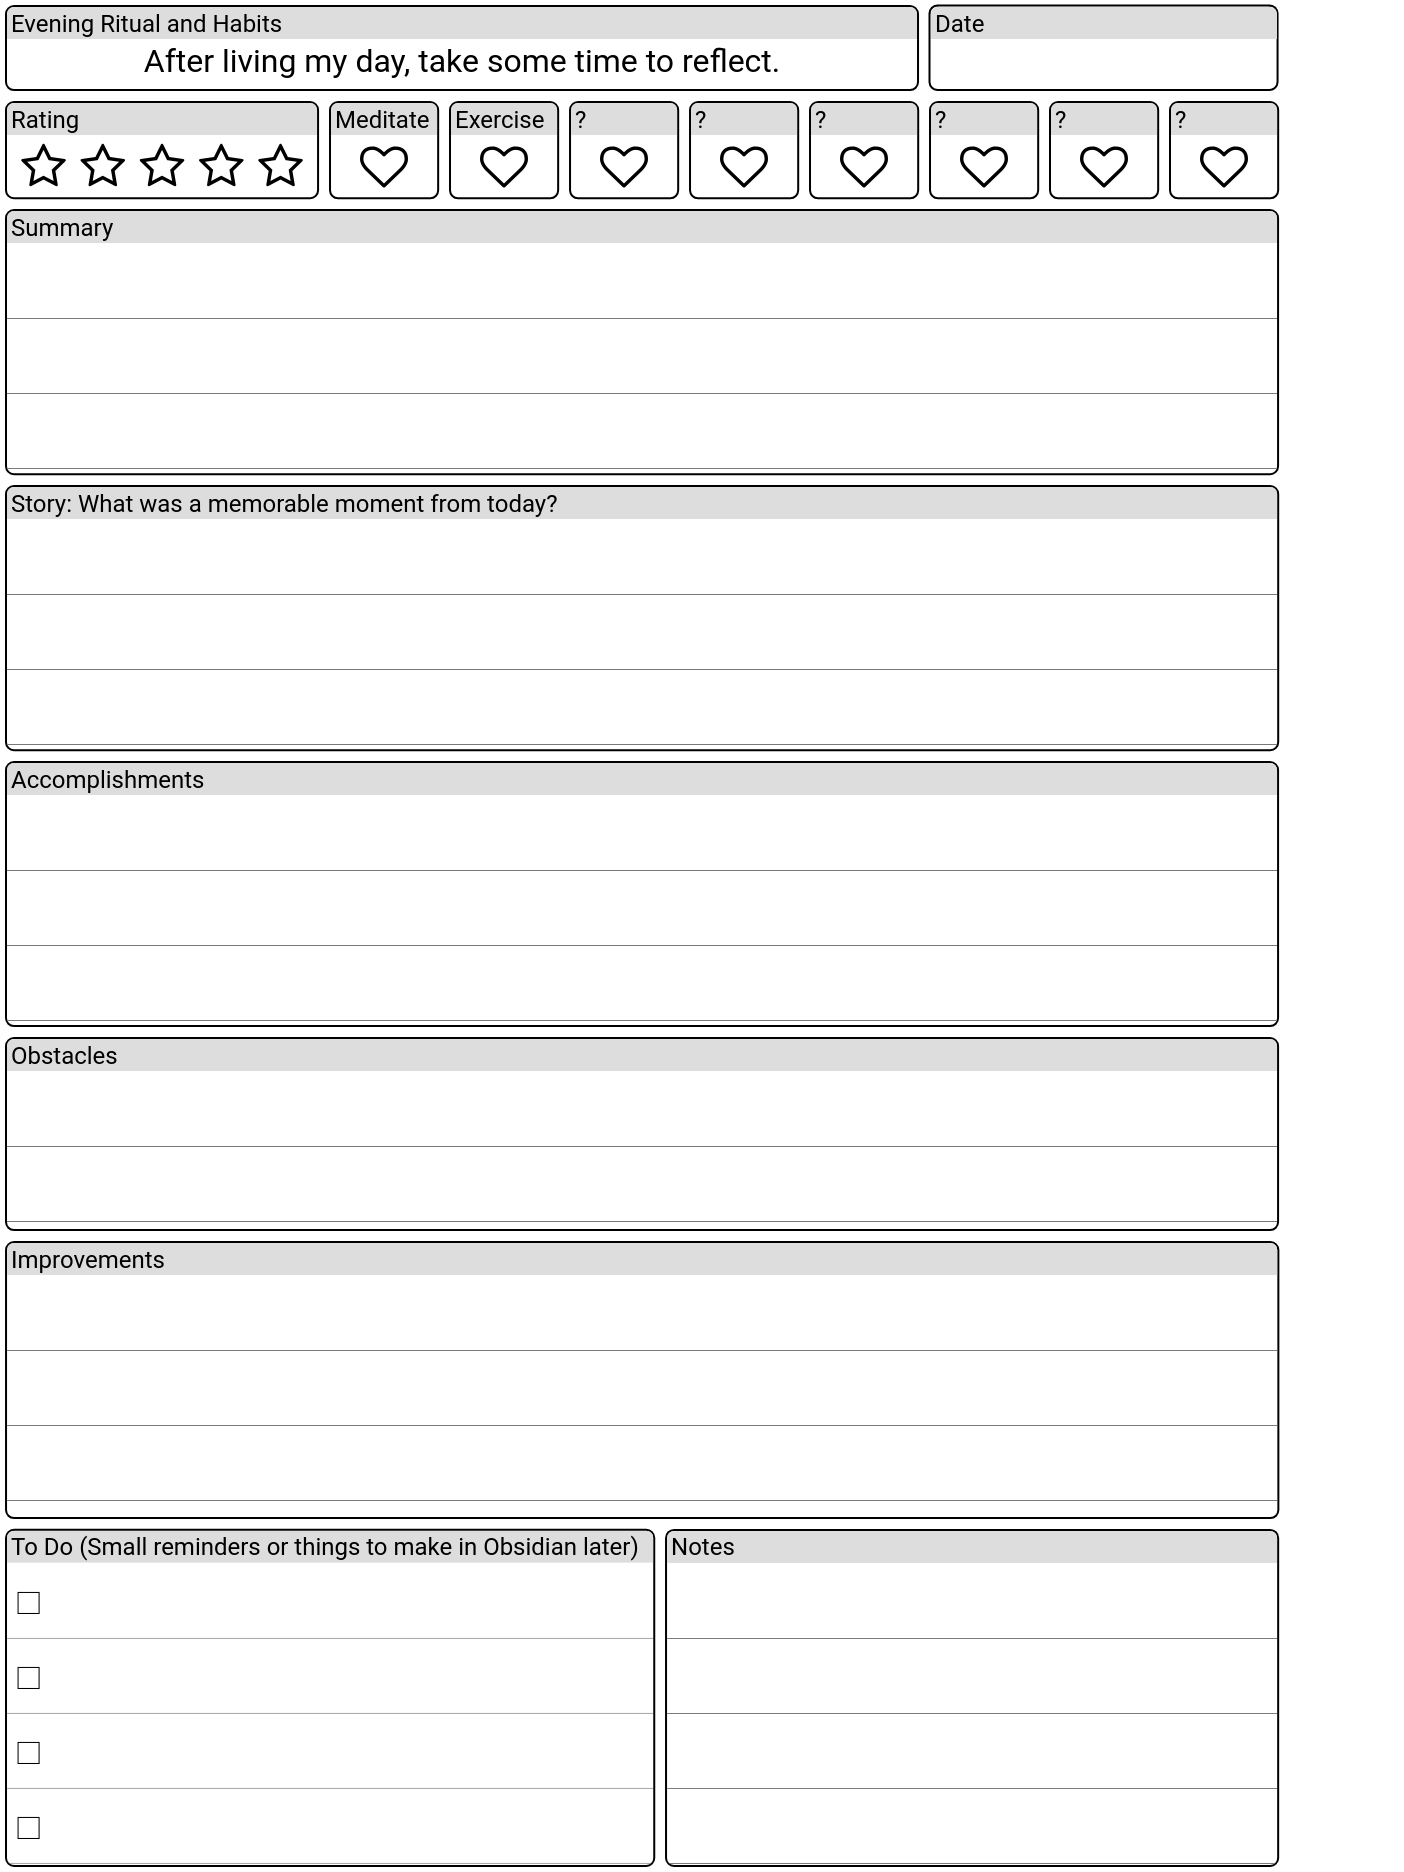 Evening Ritual and Habits
Date
After living my day, take some time to reflect.
Rating
Meditate
Exercise
?
?
?
?
?
?
Summary
Story: What was a memorable moment from today?
Accomplishments
Obstacles
Improvements
To Do (Small reminders or things to make in Obsidian later)
Notes